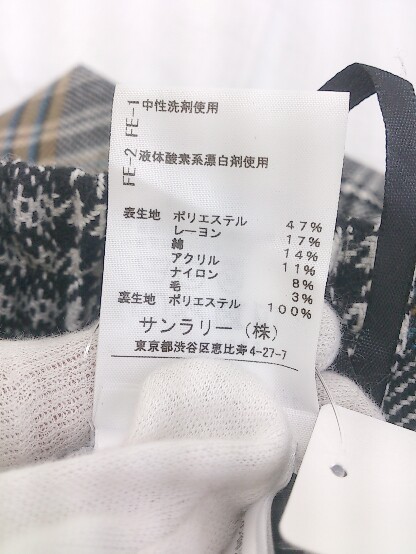 FE-1 中性洗剤使用
FE-2 液体酸素系漂白剤使用
表生地 ポリエステル 47%
レーヨン 17%
綿 14%
アクリル 11%
ナイロン 8%
毛 3%
裏生地 ポリエステル 100%
サンラリー(株)
東京都渋谷区恵比寿4-27-7